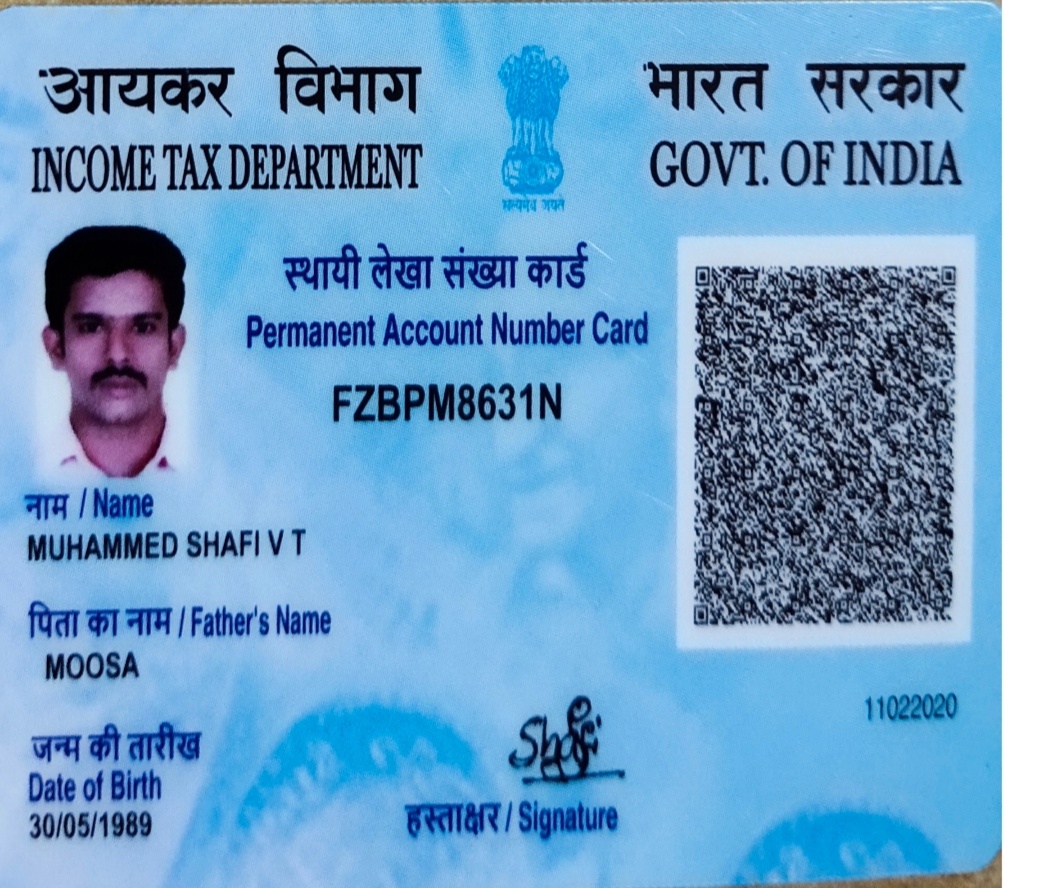 आयकर विभाग
INCOME TAX DEPARTMENT
भारत सरकार
GOVT. OF INDIA
सत्यमेव जयते
स्थायी लेखा संख्या कार्ड
Permanent Account Number Card
FZBPM8631N
नाम / Name
MUHAMMED SHAFI V T
पिता का नाम / Father's Name
MOOSA
जन्म की तारीख
Date of Birth
30/05/1989
Shafi
हस्ताक्षर / Signature
11022020